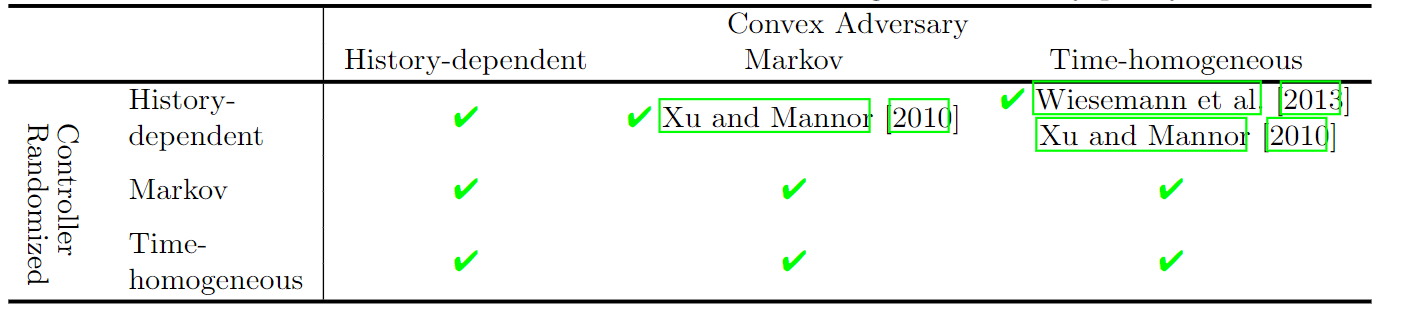 Convex Adversary
History-dependent Markov Time-homogeneous
Controller
Randomized
History-
dependent
✔
✔ Xu and Mannor [2010]
✔ Wiesemann et al. [2013]
Xu and Mannor [2010]
Markov ✔ ✔ ✔
Time-
homogeneous
✔ ✔ ✔